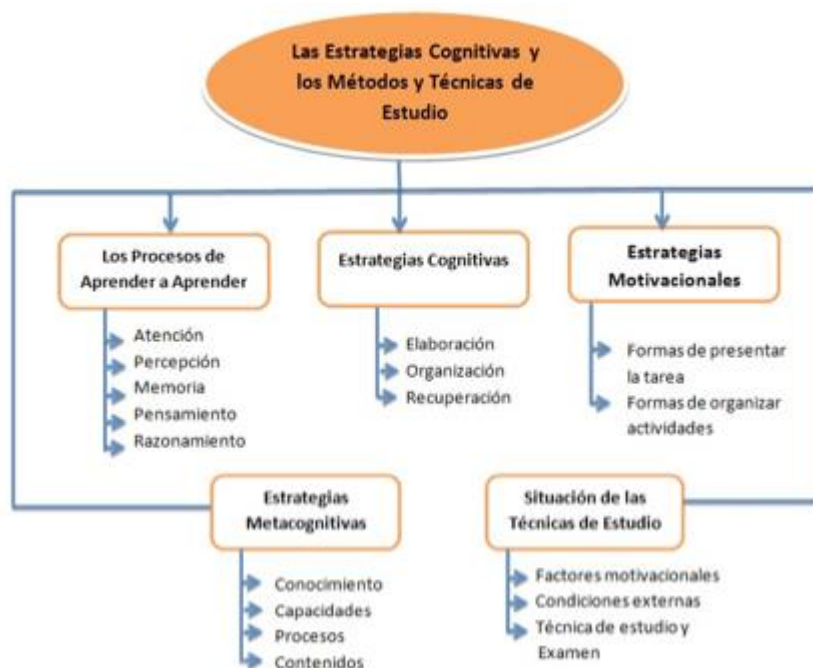 Las Estrategias Cognitivas y
los Métodos y Técnicas de
Estudio
Los Procesos de
Aprender a Aprender
Atención
Percepción
Memoria
Pensamiento
Razonamiento
Estrategias Cognitivas
Elaboración
Organización
Recuperación
Estrategias
Motivacionales
Formas de presentar
la tarea
Formas de organizar
actividades
Estrategias
Metacognitivas
Conocimiento
Capacidades
Procesos
Contenidos
Situación de las
Técnicas de Estudio
Factores motivacionales
Condiciones externas
Técnica de estudio y
Examen